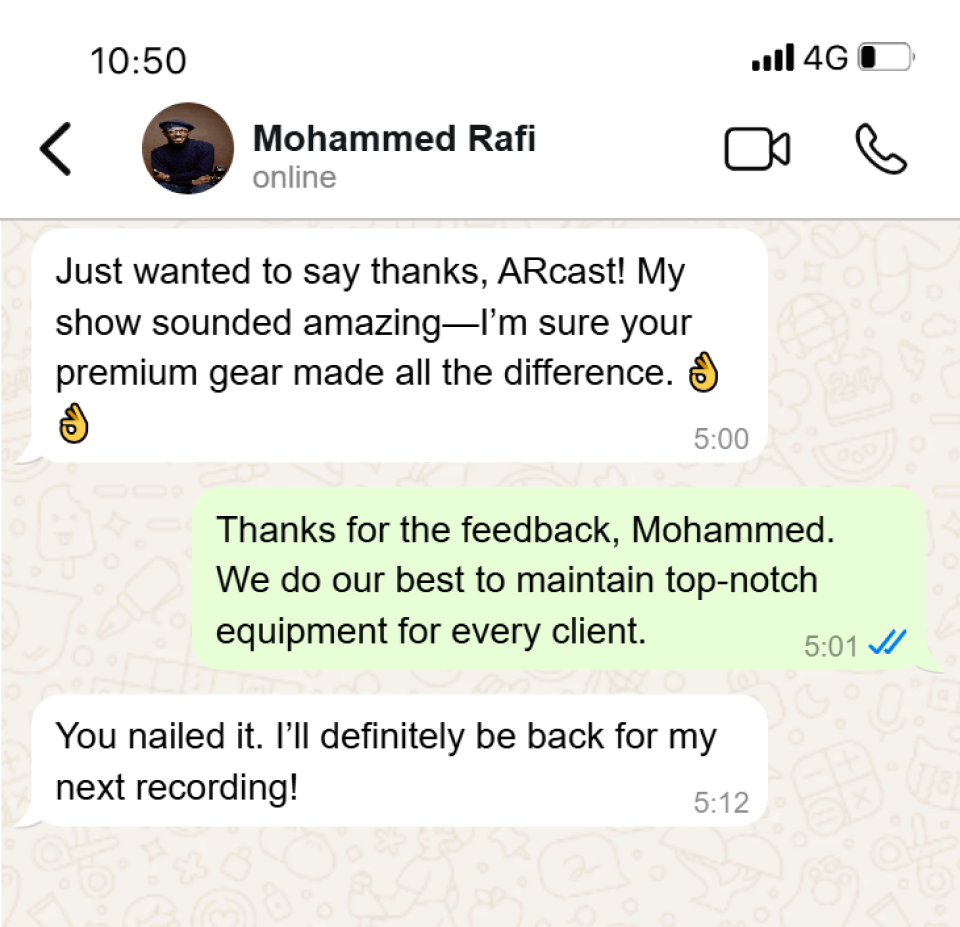 10:50
4G
Mohammed Rafi
online
Just wanted to say thanks, ARcast! My
show sounded amazing—I’m sure your
premium gear made all the difference. 👌
👌
5:00
Thanks for the feedback, Mohammed.
We do our best to maintain top-notch
equipment for every client.
5:01
You nailed it. I’ll definitely be back for my
next recording!
5:12